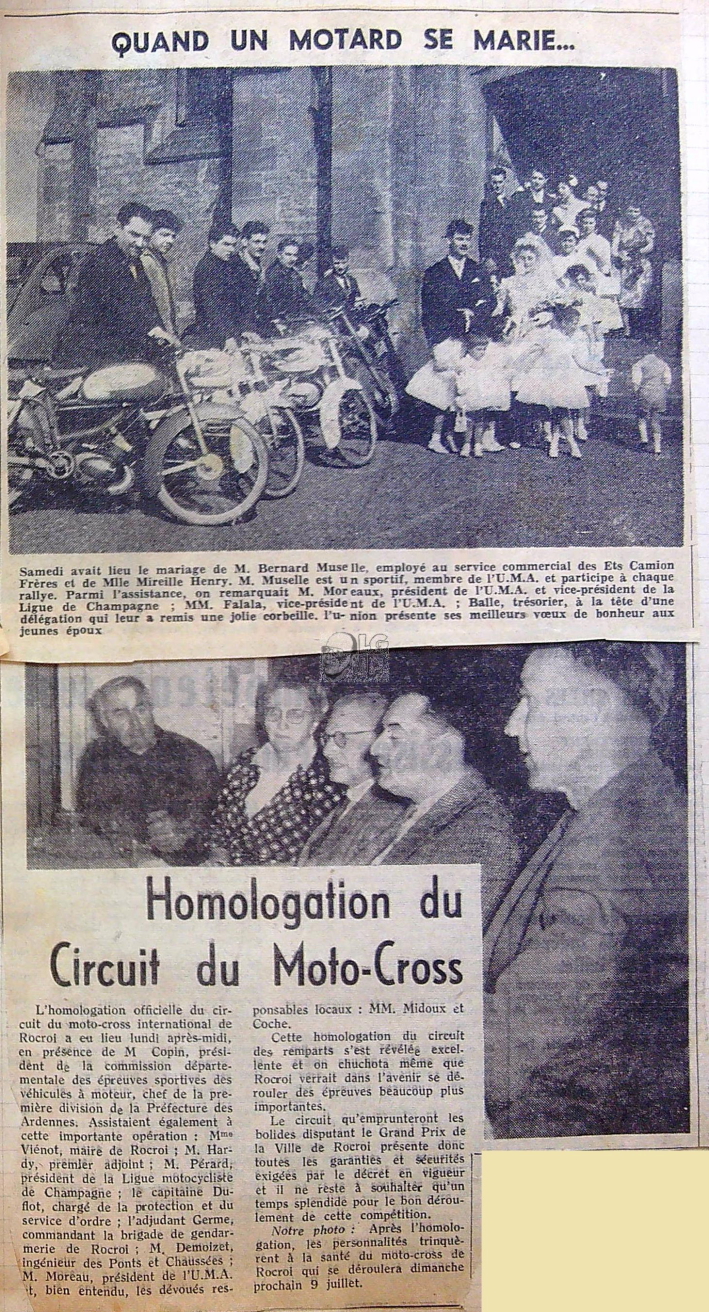 QUAND UN MOTARD SE MARIE...
Samedi avait lieu le mariage de M. Bernard Muselle, employé au service commercial des Ets Camion
Frères et de Mlle Mireille Henry. M. Muselle est un sportif, membre de l'U.M.A. et participe à chaque
rallye. Parmi l'assistance, on remarquait M. Moreaux, président de l'U.M.A. et vice-président de la
Ligue de Champagne ; MM. Falala, vice-président de l'U.M.A. ; Balle, trésorier, à la tête d'une
délégation qui leur a remis une jolie corbeille. l'u- nion présente ses meilleurs vœux de bonheur aux
jeunes époux
Homologation du
Circuit du Moto-Cross
L'homologation officielle du cir-
cuit du moto-cross international de
Rocroi a eu lieu lundi après-midi,
en présence de M Copin, prési-
dent de la commission départe-
mentale des épreuves sportives des
véhicules à moteur, chef de la pre-
mière division de la Préfecture des
Ardennes. Assistaient également à
cette importante opération : Mme
Viénot, maire de Rocroi ; M. Har-
dy, premier adjoint ; M. Pérard,
président de la Ligue motocycliste
de Champagne ; le capitaine Du-
flot, chargé de la protection et du
service d'ordre ; l'adjudant Germe,
commandant la brigade de gendar-
merie de Rocroi ; M. Demoizet,
ingénieur des Ponts et Chaussées ;
M. Moreau, président de l'U.M.A.
et, bien entendu, les dévoués res-
ponsables locaux : MM. Midoux et
Coche.
Cette homologation du circuit
des remparts s'est révélée excel-
lente et on chuchota même que
Rocroi verrait dans l'avenir se dé-
rouler des épreuves beaucoup plus
importantes.
Le circuit qu'emprunteront les
bolides disputant le Grand Prix de
la Ville de Rocroi présente donc
toutes les garanties et sécurités
exigées par le décret en vigueur
et il ne reste à souhalter qu'un
temps splendide pour le bon dérou-
lement de cette compétition.
Notre photo : Après l'homolo-
gation, les personnalités trinquè-
rent à la santé du moto-cross de
Rocroi qui se déroulera dimanche
prochain 9 juillet.